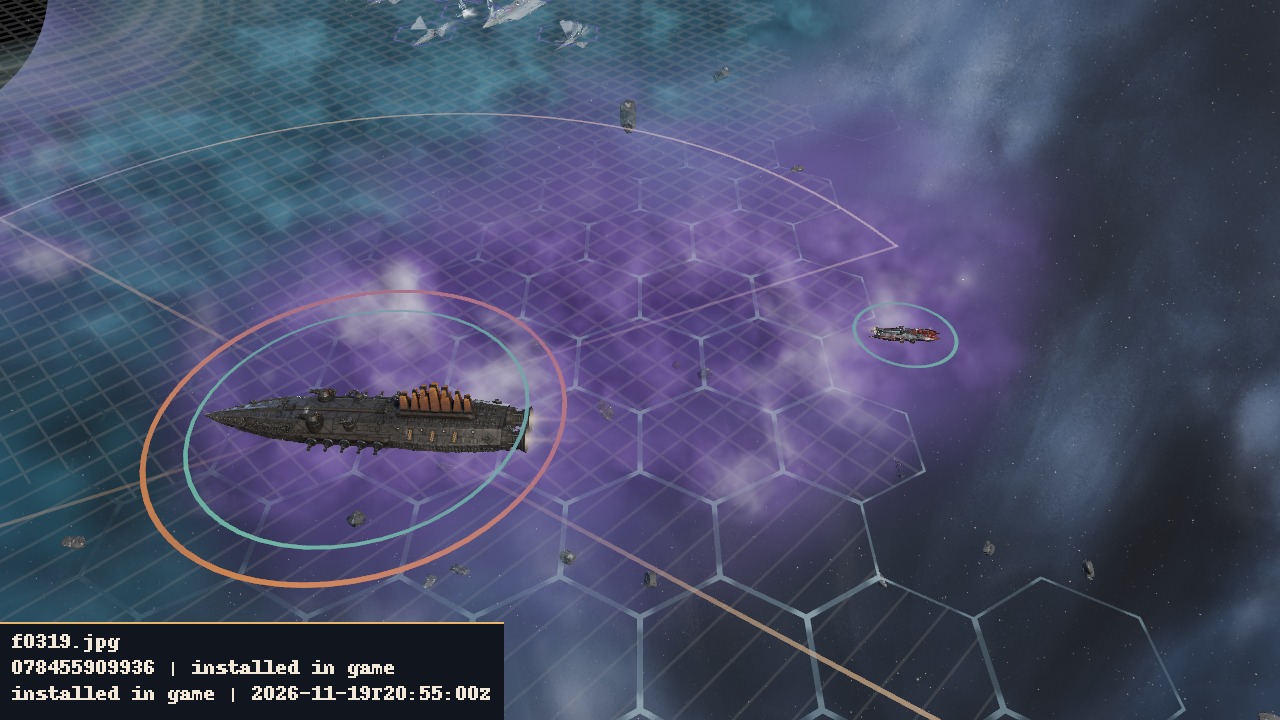 f0319.jpg
078455909936 | installed in game
installed in game | 2026-11-19T20:55:00z